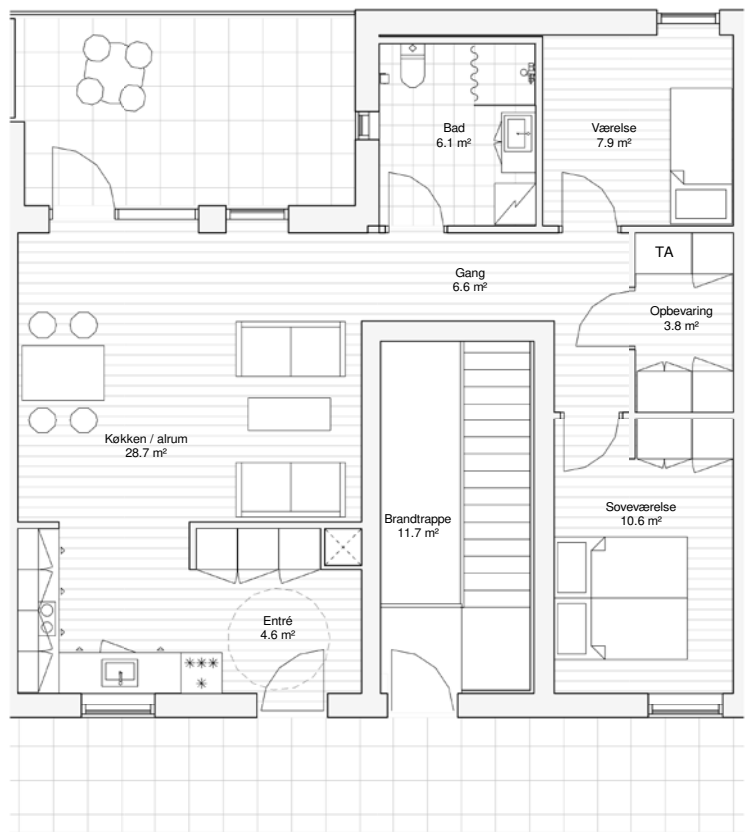 Bad
6.1 m²
Værelse
7.9 m²
TA
Gang
6.6 m²
Opbevaring
3.8 m²
Køkken / alrum
28.7 m²
Brandtrappe
11.7 m²
Soveværelse
10.6 m²
Entré
4.6 m²